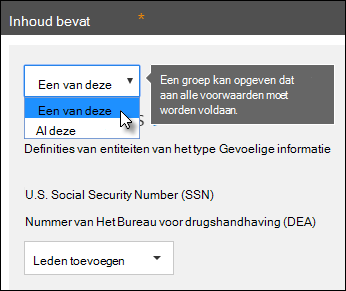 Inhoud bevat *
Een van deze
Een groep kan opgeven dat
aan alle voorwaarden moet
worden voldaan.
Een van deze
Al deze
Definities van entiteiten van het type Gevoelige informatie
U.S. Social Security Number (SSN)
Nummer van Het Bureau voor drugshandhaving (DEA)
Leden toevoegen